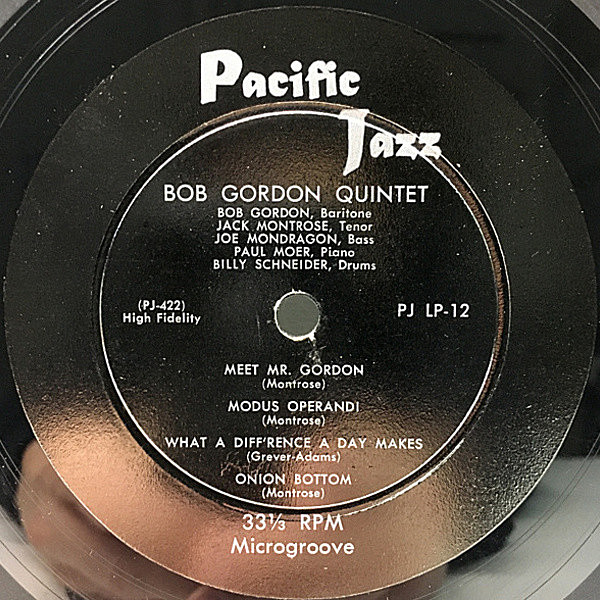 Pacific
Jazz
BOB GORDON QUINTET
BOB GORDON, Baritone
JACK MONTROSE, Tenor
JOE MONDRAGON, Bass
PAUL MOER, Piano
BILLY SCHNEIDER, Drums
(PJ-422)
High Fidelity
PJ LP-12
MEET MR. GORDON
(Montrose)
MODUS OPERANDI
(Montrose)
WHAT A DIFF'RENCE A DAY MAKES
(Grever-Adams)
ONION BOTTOM
(Montrose)
33⅓ RPM
Microgroove